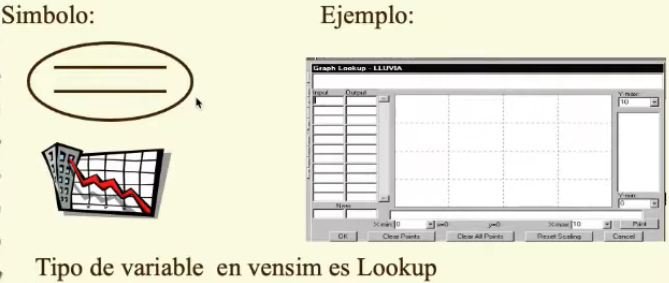 Simbolo:
Ejemplo:
Graph Lookup - LLUVIA
Input Output
Y-max:
10
Y-min:
0
New
X-min: 0 x=0 y=0 X-max: 10 Print
OK Clear Points Clear All Points Reset Scaling Cancel
Tipo de variable en vensim es Lookup